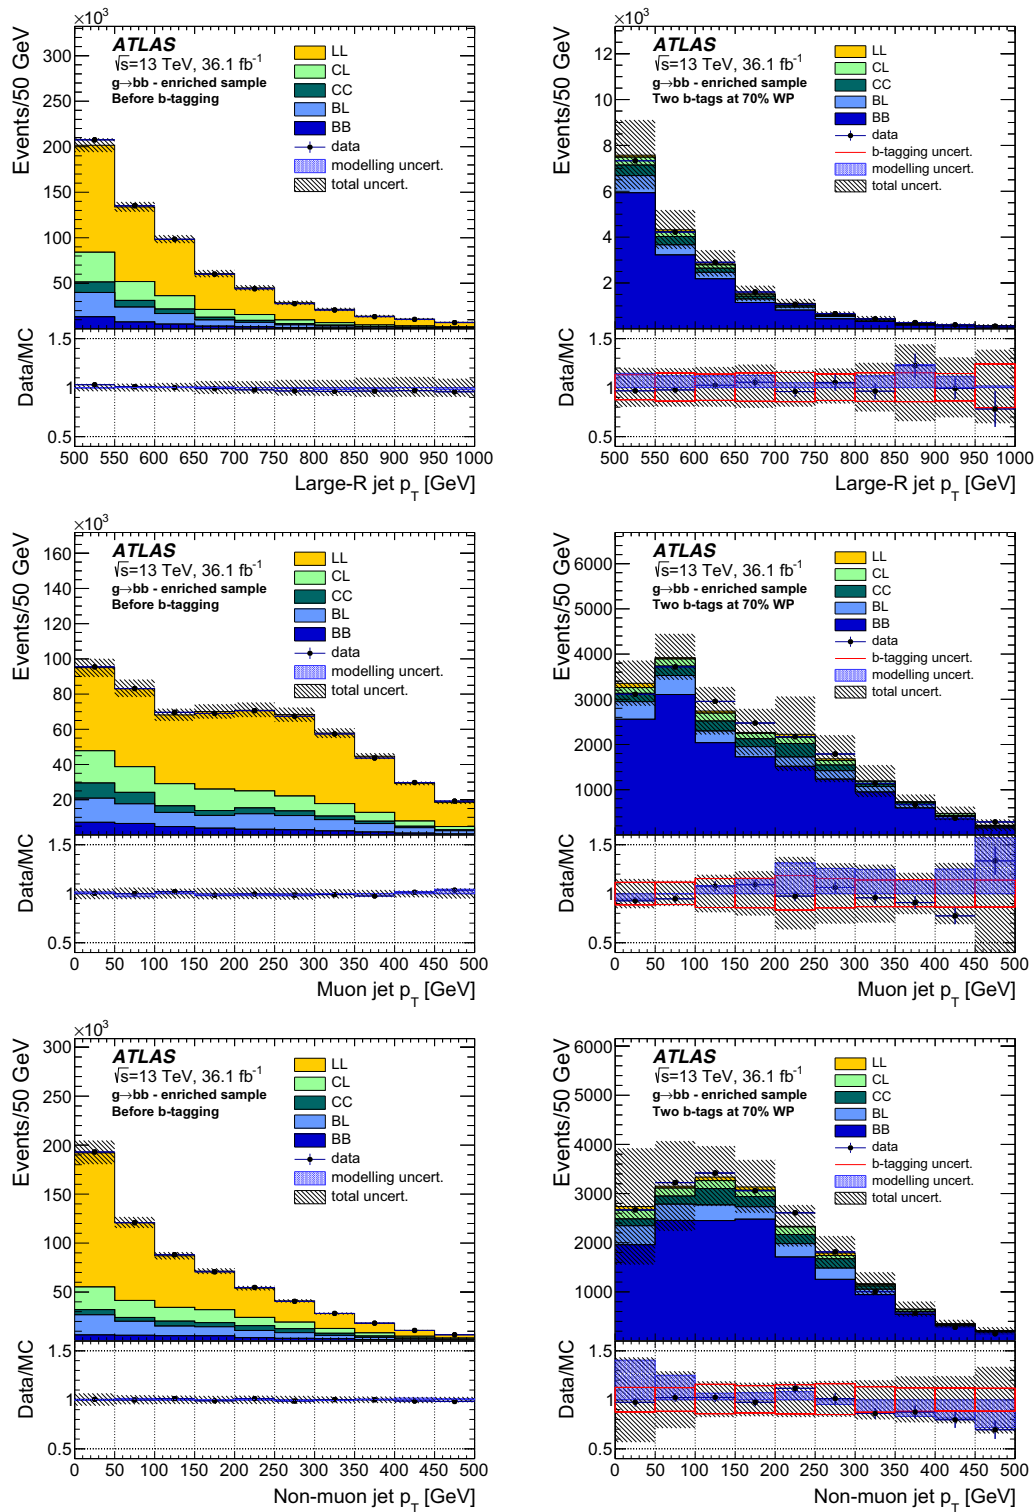 ×10³
Events/50 GeV
300
250
200
150
100
50
ATLAS
√s=13 TeV, 36.1 fb⁻¹
g→bb - enriched sample
Before b-tagging
LL
CL
CC
BL
BB
data
modelling uncert.
total uncert.
Data/MC
1.5
1
0.5
500 550 600 650 700 750 800 850 900 950 1000
Large-R jet p_T [GeV]
×10³
Events/50 GeV
12
10
8
6
4
2
ATLAS
√s=13 TeV, 36.1 fb⁻¹
g→bb - enriched sample
Two b-tags at 70% WP
LL
CL
CC
BL
BB
data
b-tagging uncert.
modelling uncert.
total uncert.
Data/MC
1.5
1
0.5
500 550 600 650 700 750 800 850 900 950 1000
Large-R jet p_T [GeV]
×10³
Events/50 GeV
160
140
120
100
80
60
40
20
ATLAS
√s=13 TeV, 36.1 fb⁻¹
g→bb - enriched sample
Before b-tagging
LL
CL
CC
BL
BB
data
modelling uncert.
total uncert.
Data/MC
1.5
1
0.5
0 50 100 150 200 250 300 350 400 450 500
Muon jet p_T [GeV]
Events/50 GeV
6000
5000
4000
3000
2000
1000
ATLAS
√s=13 TeV, 36.1 fb⁻¹
g→bb - enriched sample
Two b-tags at 70% WP
LL
CL
CC
BL
BB
data
b-tagging uncert.
modelling uncert.
total uncert.
Data/MC
1.5
1
0.5
0 50 100 150 200 250 300 350 400 450 500
Muon jet p_T [GeV]
×10³
Events/50 GeV
300
250
200
150
100
50
ATLAS
√s=13 TeV, 36.1 fb⁻¹
g→bb - enriched sample
Before b-tagging
LL
CL
CC
BL
BB
data
modelling uncert.
total uncert.
Data/MC
1.5
1
0.5
0 50 100 150 200 250 300 350 400 450 500
Non-muon jet p_T [GeV]
Events/50 GeV
6000
5000
4000
3000
2000
1000
ATLAS
√s=13 TeV, 36.1 fb⁻¹
g→bb - enriched sample
Two b-tags at 70% WP
LL
CL
CC
BL
BB
data
b-tagging uncert.
modelling uncert.
total uncert.
Data/MC
1.5
1
0.5
0 50 100 150 200 250 300 350 400 450 500
Non-muon jet p_T [GeV]